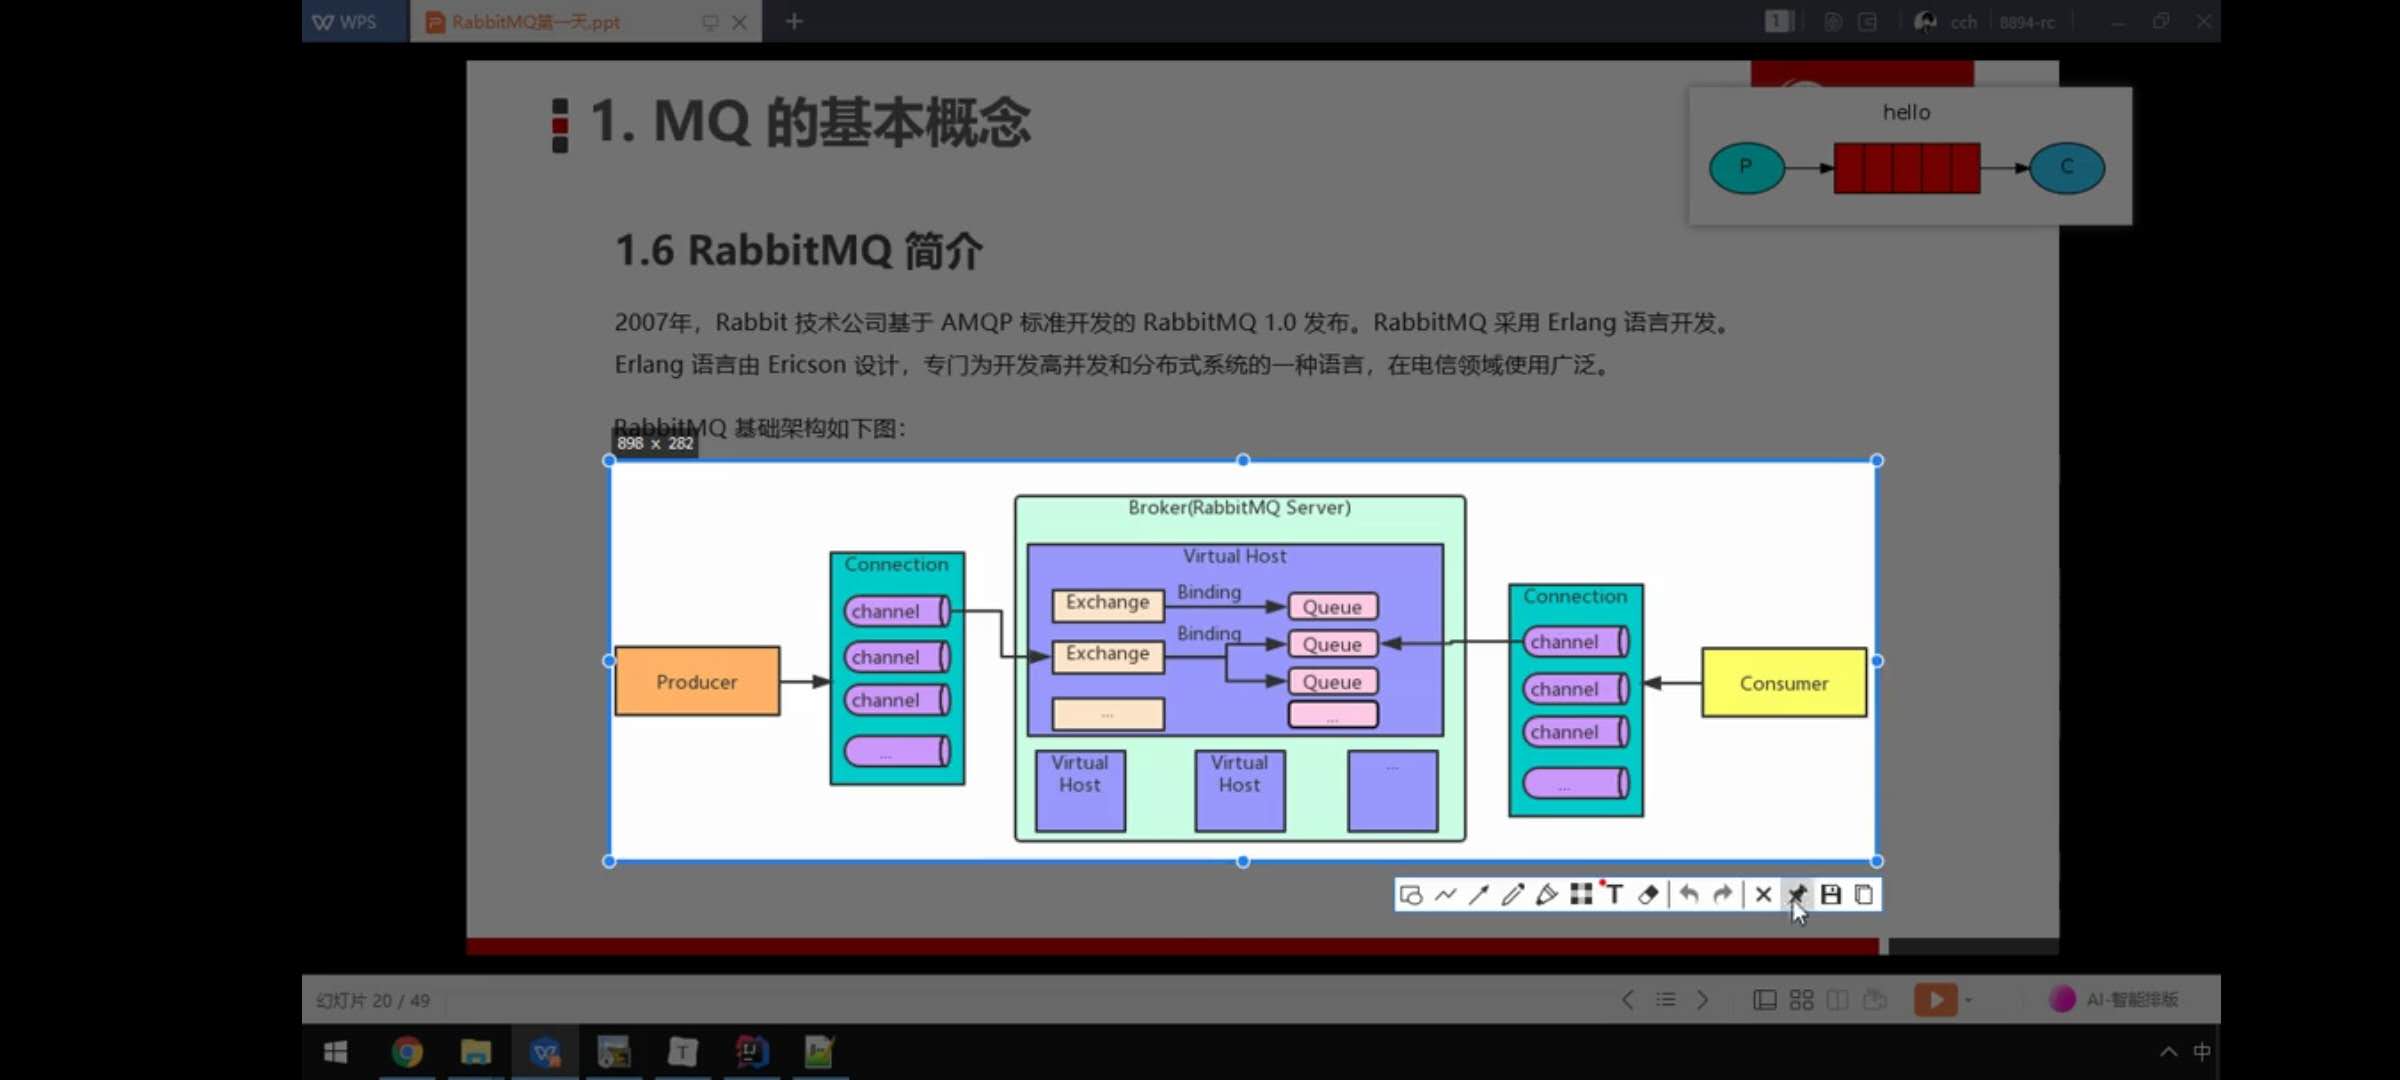 WPS
RabbitMQ第一天.ppt
1
cch
8894-rc
1. MQ 的基本概念
hello
P
C
1.6 RabbitMQ 简介
2007年，Rabbit 技术公司基于 AMQP 标准开发的 RabbitMQ 1.0 发布。RabbitMQ 采用 Erlang 语言开发。
Erlang 语言由 Ericson 设计，专门为开发高并发和分布式系统的一种语言，在电信领域使用广泛。
RabbitMQ 基础架构如下图：
898 × 282
Broker(RabbitMQ Server)
Virtual Host
Connection
channel
channel
channel
...
Producer
Exchange
Binding
Queue
Exchange
Binding
Queue
Queue
...
...
Virtual
Host
Virtual
Host
...
Connection
channel
channel
channel
...
Consumer
T
幻灯片 20 / 49
AI-智能排版
T
IJ
中